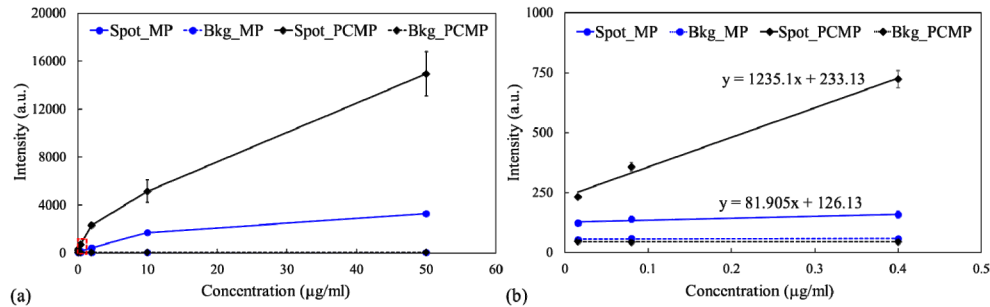 20000
Spot_MP Bkg_MP Spot_PCMP Bkg_PCMP
16000
12000
8000
4000
0
0 10 20 30 40 50 60
Intensity (a.u.)
Concentration (µg/ml)
(a)
1000
Spot_MP Bkg_MP Spot_PCMP Bkg_PCMP
750
500
250
0
0 0.1 0.2 0.3 0.4 0.5
y = 1235.1x + 233.13
y = 81.905x + 126.13
Intensity (a.u.)
Concentration (µg/ml)
(b)